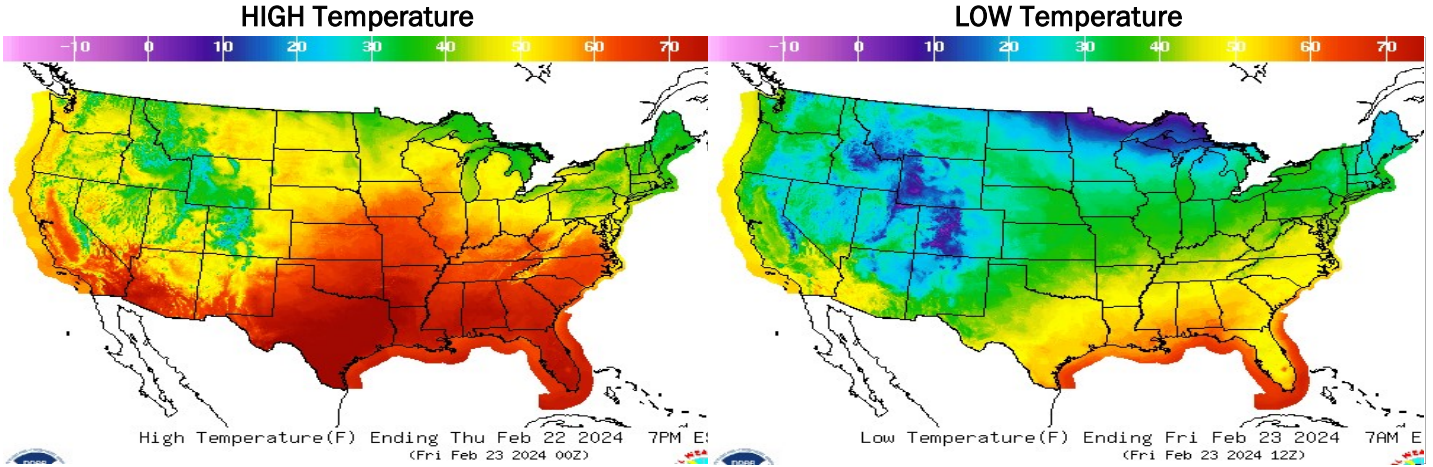 HIGH Temperature
-10 0 10 20 30 40 50 60 70
High Temperature(F) Ending Thu Feb 22 2024 7PM ES
(Fri Feb 23 2024 00Z)
LOW Temperature
-10 0 10 20 30 40 50 60 70
Low Temperature(F) Ending Fri Feb 23 2024 7AM E
(Fri Feb 23 2024 12Z)